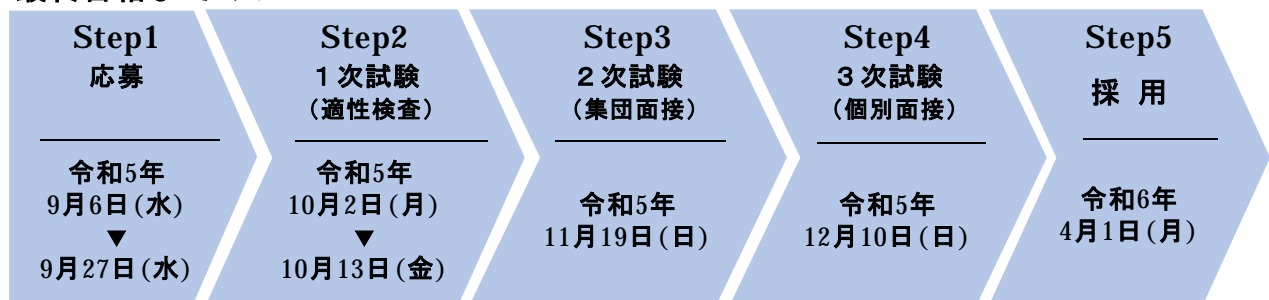 Step1
応募
令和5年
9月6日(水)
▼
9月27日(水)
Step2
1次試験
(適性検査)
令和5年
10月2日(月)
▼
10月13日(金)
Step3
2次試験
(集団面接)
令和5年
11月19日(日)
Step4
3次試験
(個別面接)
令和5年
12月10日(日)
Step5
採 用
令和6年
4月1日(月)